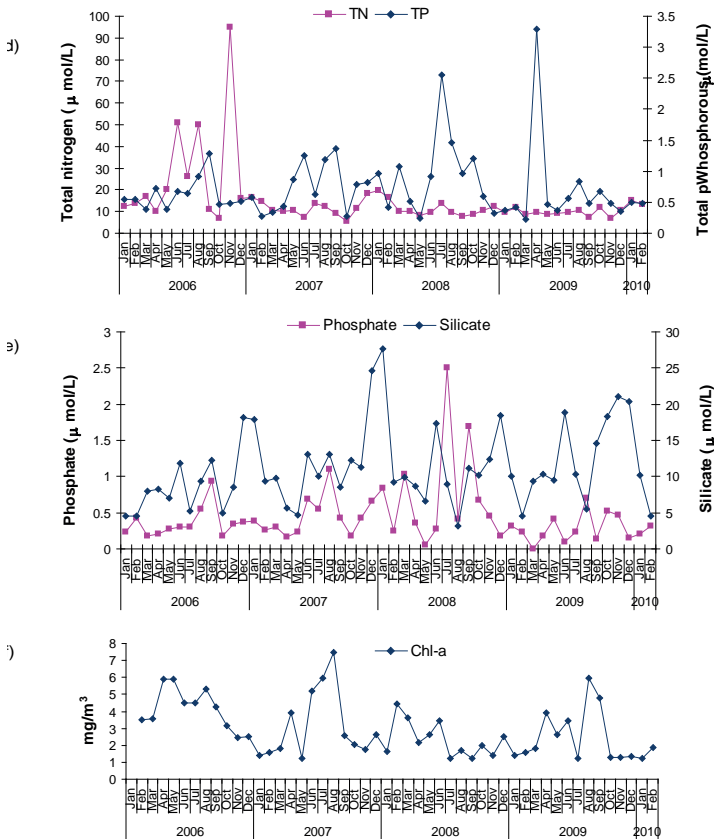 TN TP
d)
Total nitrogen ( μ mol/L)
100
90
80
70
60
50
40
30
20
10
0
3.5
3
2.5
2
1.5
1
0.5
0
Total pWhosphorous(μ mol/L)
Jan Feb Mar Apr May Jun Jul Aug Sep Oct Nov Dec Jan Feb Mar Apr May Jun Jul Aug Sep Oct Nov Dec Jan Feb Mar Apr May Jun Jul Aug Sep Oct Nov Dec Jan Feb Mar Apr May Jun Jul Aug Sep Oct Nov Dec Jan Feb
2006 2007 2008 2009 2010
Phosphate Silicate
e)
Phosphate (μ mol/L)
3
2.5
2
1.5
1
0.5
0
30
25
20
15
10
5
0
Silicate (μ mol/L)
Jan Feb Mar Apr May Jun Jul Aug Sep Oct Nov Dec Jan Feb Mar Apr May Jun Jul Aug Sep Oct Nov Dec Jan Feb Mar Apr May Jun Jul Aug Sep Oct Nov Dec Jan Feb Mar Apr May Jun Jul Aug Sep Oct Nov Dec Jan Feb
2006 2007 2008 2009 2010
Chl-a
f)
mg/m³
8
7
6
5
4
3
2
1
0
Jan Feb Mar Apr May Jun Jul Aug Sep Oct Nov Dec Jan Feb Mar Apr May Jun Jul Aug Sep Oct Nov Dec Jan Feb Mar Apr May Jun Jul Aug Sep Oct Nov Dec Jan Feb Mar Apr May Jun Jul Aug Sep Oct Nov Dec Jan Feb
2006 2007 2008 2009 2010